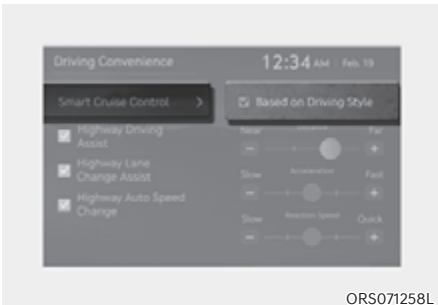 Driving Convenience
12:34 AM Feb. 19
Smart Cruise Control >
Based on Driving Style
Highway Driving
Assist
Highway Lane
Change Assist
Highway Auto Speed
Change
Near Distance Far
Slow Acceleration Fast
Slow Reaction Speed Quick
ORS071258L